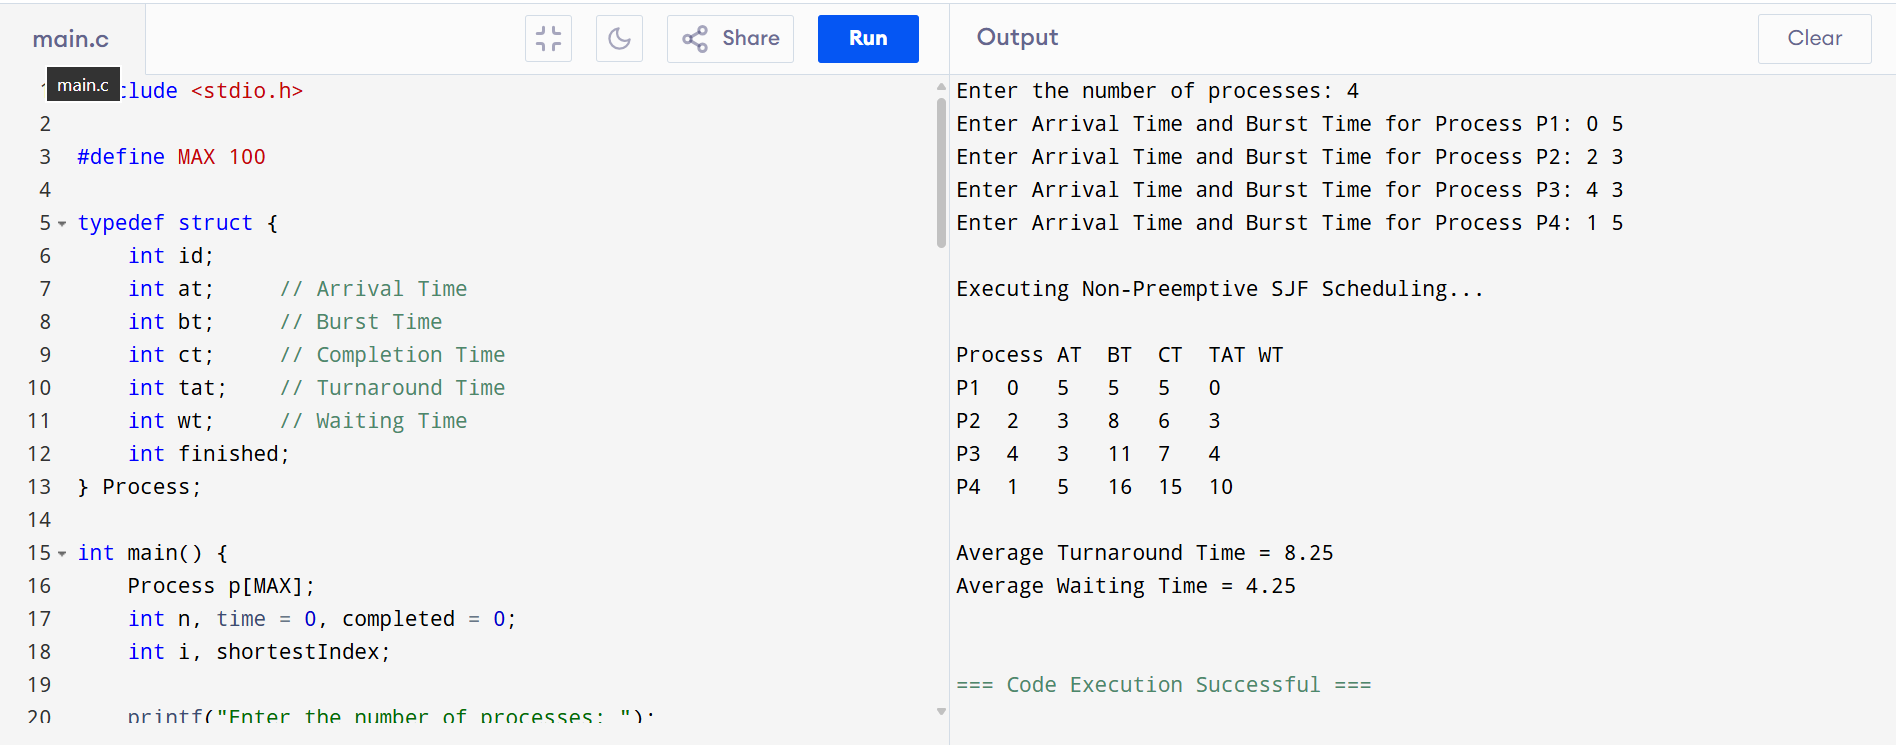 main.c
Share
Run
main.c
clude <stdio.h>
2
3 #define MAX 100
4
5 typedef struct {
6 int id;
7 int at; // Arrival Time
8 int bt; // Burst Time
9 int ct; // Completion Time
10 int tat; // Turnaround Time
11 int wt; // Waiting Time
12 int finished;
13 } Process;
14
15 int main() {
16 Process p[MAX];
17 int n, time = 0, completed = 0;
18 int i, shortestIndex;
19
20 printf("Enter the number of processes: ");
Output
Clear
Enter the number of processes: 4
Enter Arrival Time and Burst Time for Process P1: 0 5
Enter Arrival Time and Burst Time for Process P2: 2 3
Enter Arrival Time and Burst Time for Process P3: 4 3
Enter Arrival Time and Burst Time for Process P4: 1 5
Executing Non-Preemptive SJF Scheduling...
Process AT BT CT TAT WT
P1 0 5 5 5 0
P2 2 3 8 6 3
P3 4 3 11 7 4
P4 1 5 16 15 10
Average Turnaround Time = 8.25
Average Waiting Time = 4.25
=== Code Execution Successful ===